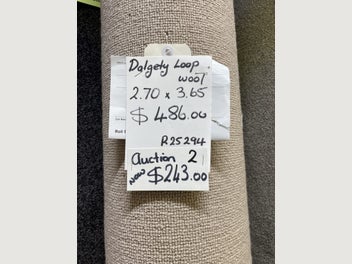 Dalgety Loop
wool
2.70 x 3.65
$ 486.00
R25294
Auction 2
NOW $243.00